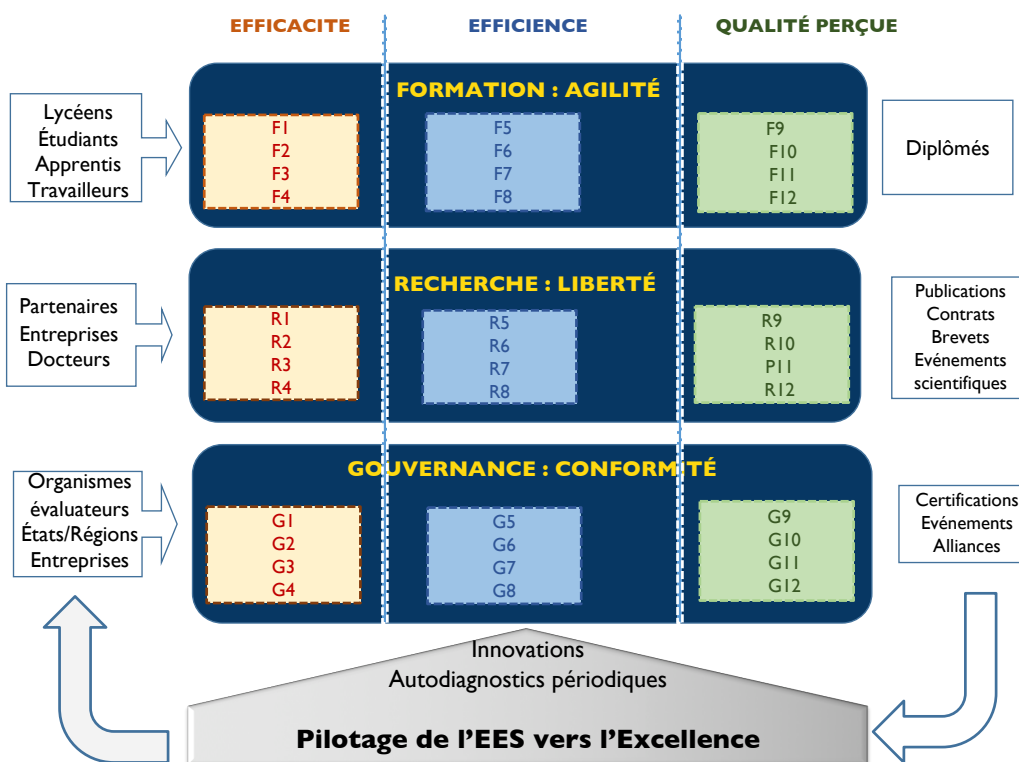 EFFICACITE
EFFICIENCE
QUALITÉ PERÇUE
Lycéens
Étudiants
Apprentis
Travailleurs
FORMATION : AGILITÉ
F1
F2
F3
F4
F5
F6
F7
F8
F9
F10
F11
F12
Diplômés
Partenaires
Entreprises
Docteurs
RECHERCHE : LIBERTÉ
R1
R2
R3
R4
R5
R6
R7
R8
R9
R10
P11
R12
Publications
Contrats
Brevets
Evénements
scientifiques
Organismes
évaluateurs
États/Régions
Entreprises
GOUVERNANCE : CONFORMITÉ
G1
G2
G3
G4
G5
G6
G7
G8
G9
G10
G11
G12
Certifications
Evénements
Alliances
Innovations
Autodiagnostics périodiques
Pilotage de l'EES vers l'Excellence